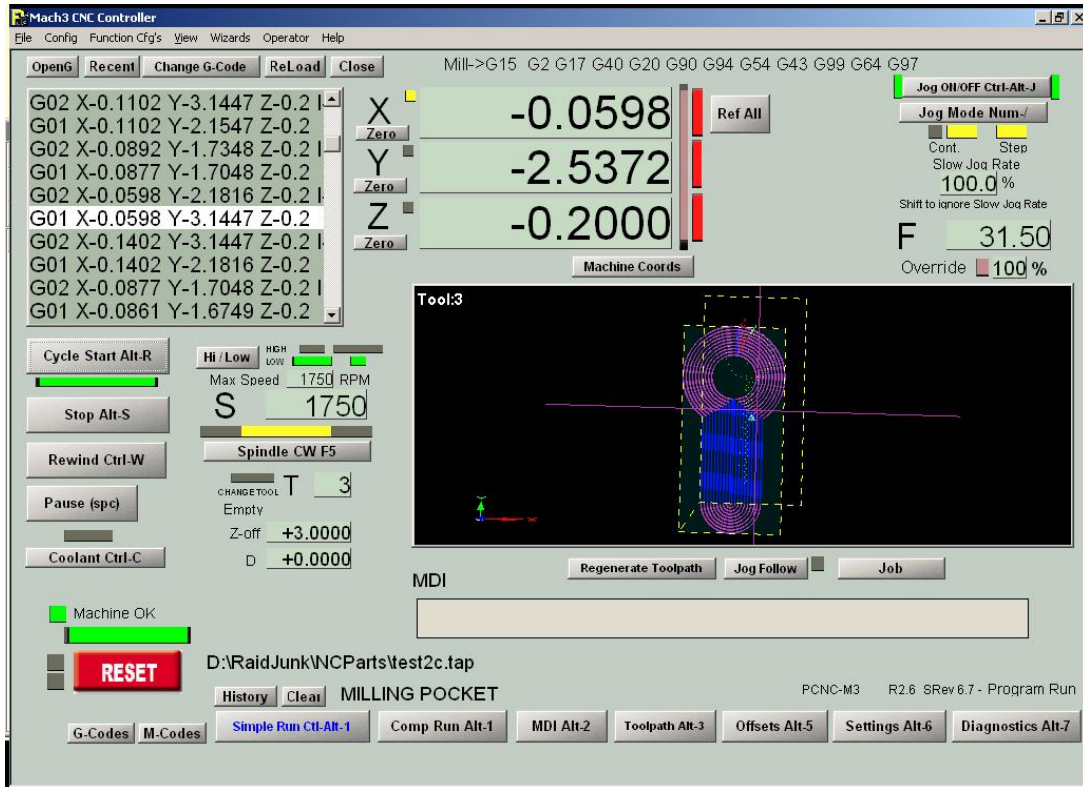 Mach3 CNC Controller
File Config Function Cfg's View Wizards Operator Help
OpenG Recent Change G-Code ReLoad Close
Mill->G15 G2 G17 G40 G20 G90 G94 G54 G43 G99 G64 G97
G02 X-0.1102 Y-3.1447 Z-0.2 I-
G01 X-0.1102 Y-2.1547 Z-0.2
G02 X-0.0892 Y-1.7348 Z-0.2 I
G01 X-0.0877 Y-1.7048 Z-0.2
G02 X-0.0598 Y-2.1816 Z-0.2 I-
G01 X-0.0598 Y-3.1447 Z-0.2
G02 X-0.1402 Y-3.1447 Z-0.2 I-
G01 X-0.1402 Y-2.1816 Z-0.2
G02 X-0.0877 Y-1.7048 Z-0.2 I
G01 X-0.0861 Y-1.6749 Z-0.2
X -0.0598
Zero
Y -2.5372
Zero
Z -0.2000
Zero
Ref All
Machine Coords
Jog ON/OFF Ctrl-Alt-J
Jog Mode Num-/
Cont. Step
Slow Jog Rate
100.0 %
Shift to ignore Slow Jog Rate
F 31.50
Override 100 %
Tool:3
Cycle Start Alt-R
Stop Alt-S
Rewind Ctrl-W
Pause (spc)
Coolant Ctrl-C
Hi / Low HIGH
LOW
Max Speed 1750 RPM
S 1750
Spindle CW F5
CHANGE TOOL T 3
Empty
Z-off +3.0000
D +0.0000
Regenerate Toolpath Jog Follow Job
MDI
Machine OK
RESET
D:\RaidJunk\NCParts\test2c.tap
History Clear MILLING POCKET
PCNC-M3 R2.6 SRev 6.7 - Program Run
G-Codes M-Codes
Simple Run Ctl-Alt-1 Comp Run Alt-1 MDI Alt-2 Toolpath Alt-3 Offsets Alt-5 Settings Alt-6 Diagnostics Alt-7